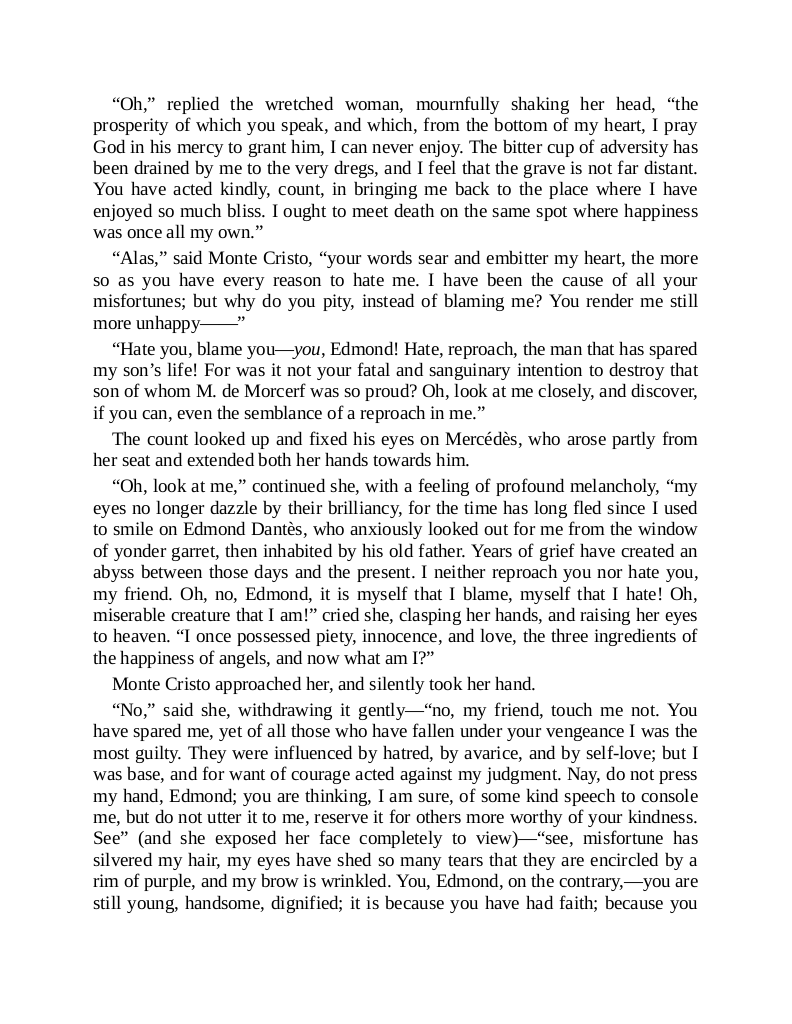 “Oh,” replied the wretched woman, mournfully shaking her head, “the
prosperity of which you speak, and which, from the bottom of my heart, I pray
God in his mercy to grant him, I can never enjoy. The bitter cup of adversity has
been drained by me to the very dregs, and I feel that the grave is not far distant.
You have acted kindly, count, in bringing me back to the place where I have
enjoyed so much bliss. I ought to meet death on the same spot where happiness
was once all my own.”
“Alas,” said Monte Cristo, “your words sear and embitter my heart, the more
so as you have every reason to hate me. I have been the cause of all your
misfortunes; but why do you pity, instead of blaming me? You render me still
more unhappy——”
“Hate you, blame you—you, Edmond! Hate, reproach, the man that has spared
my son’s life! For was it not your fatal and sanguinary intention to destroy that
son of whom M. de Morcerf was so proud? Oh, look at me closely, and discover,
if you can, even the semblance of a reproach in me.”
The count looked up and fixed his eyes on Mercédès, who arose partly from
her seat and extended both her hands towards him.
“Oh, look at me,” continued she, with a feeling of profound melancholy, “my
eyes no longer dazzle by their brilliancy, for the time has long fled since I used
to smile on Edmond Dantès, who anxiously looked out for me from the window
of yonder garret, then inhabited by his old father. Years of grief have created an
abyss between those days and the present. I neither reproach you nor hate you,
my friend. Oh, no, Edmond, it is myself that I blame, myself that I hate! Oh,
miserable creature that I am!” cried she, clasping her hands, and raising her eyes
to heaven. “I once possessed piety, innocence, and love, the three ingredients of
the happiness of angels, and now what am I?”
Monte Cristo approached her, and silently took her hand.
“No,” said she, withdrawing it gently—“no, my friend, touch me not. You
have spared me, yet of all those who have fallen under your vengeance I was the
most guilty. They were influenced by hatred, by avarice, and by self-love; but I
was base, and for want of courage acted against my judgment. Nay, do not press
my hand, Edmond; you are thinking, I am sure, of some kind speech to console
me, but do not utter it to me, reserve it for others more worthy of your kindness.
See” (and she exposed her face completely to view)—“see, misfortune has
silvered my hair, my eyes have shed so many tears that they are encircled by a
rim of purple, and my brow is wrinkled. You, Edmond, on the contrary,—you are
still young, handsome, dignified; it is because you have had faith; because you